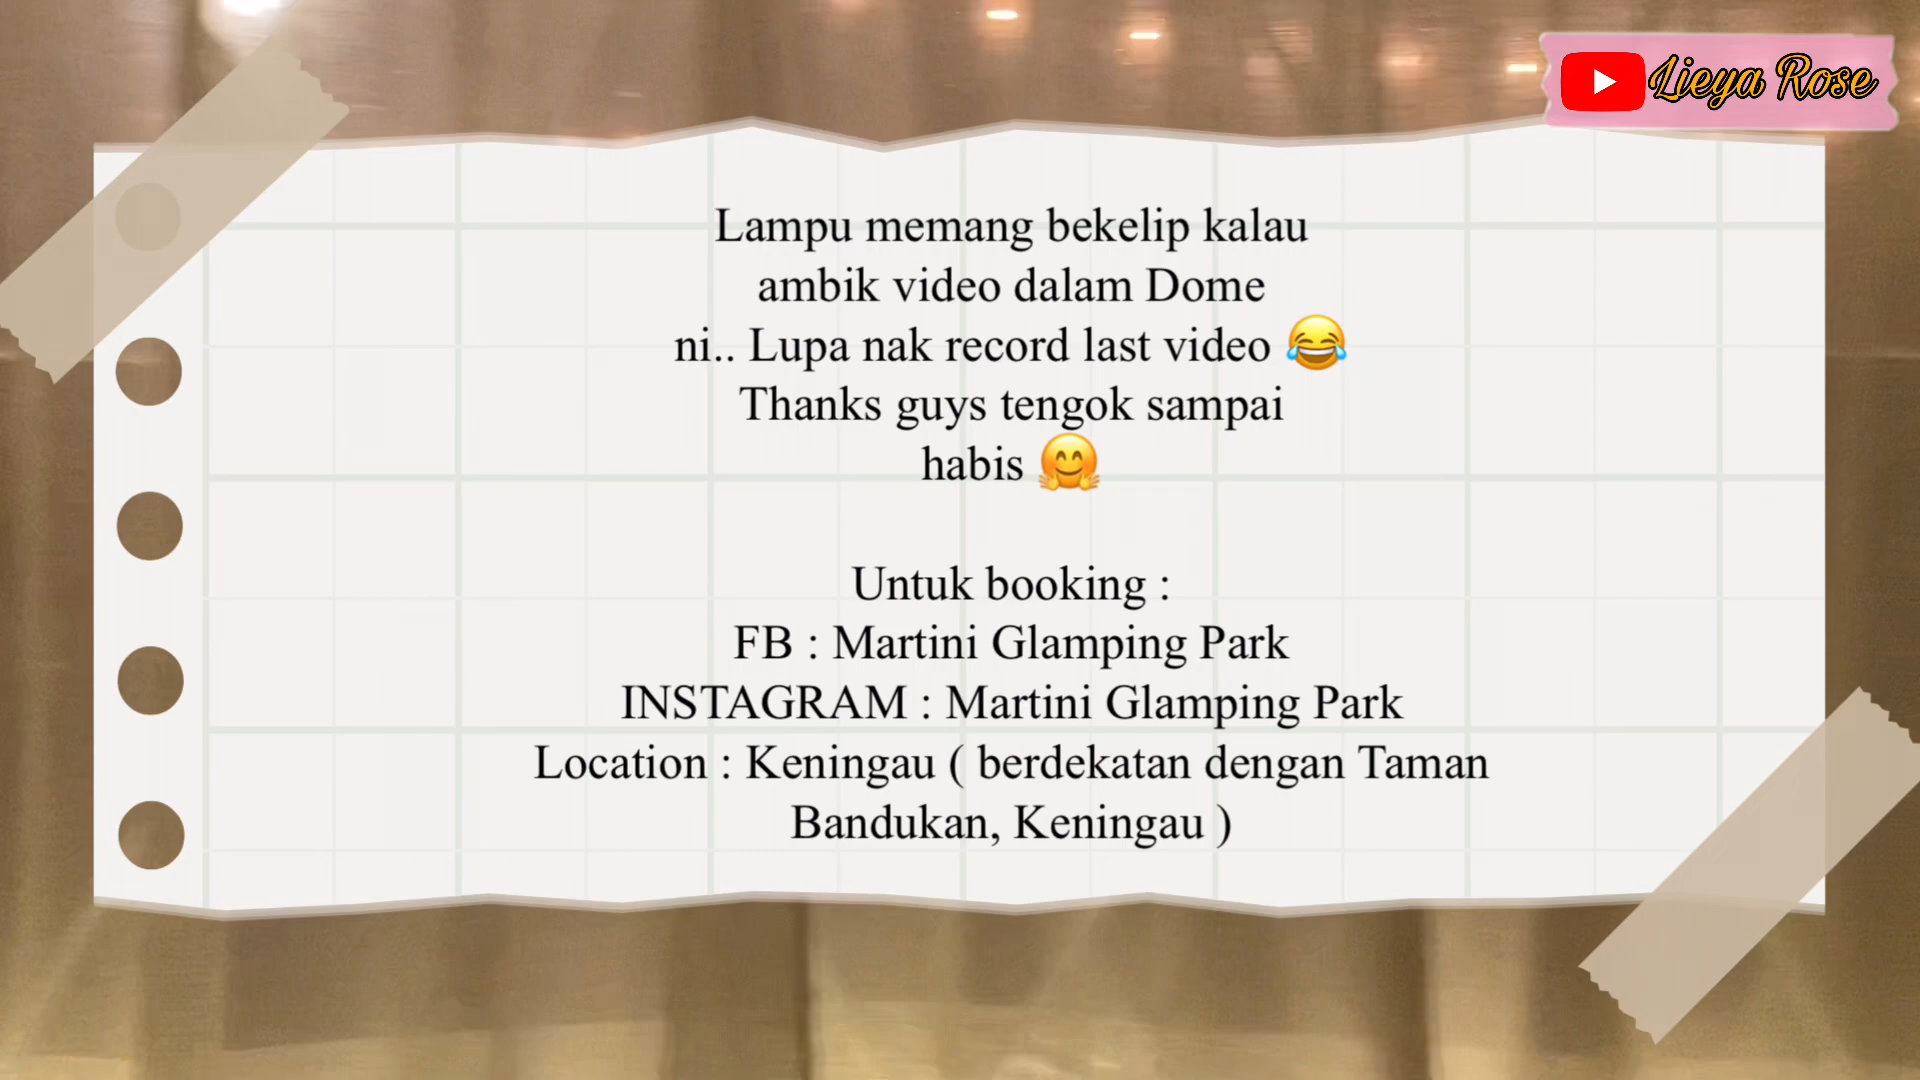 Lieya Rose
Lampu memang bekelip kalau
ambik video dalam Dome
ni.. Lupa nak record last video 😂
Thanks guys tengok sampai
habis 🤗
Untuk booking :
FB : Martini Glamping Park
INSTAGRAM : Martini Glamping Park
Location : Keningau ( berdekatan dengan Taman
Bandukan, Keningau )